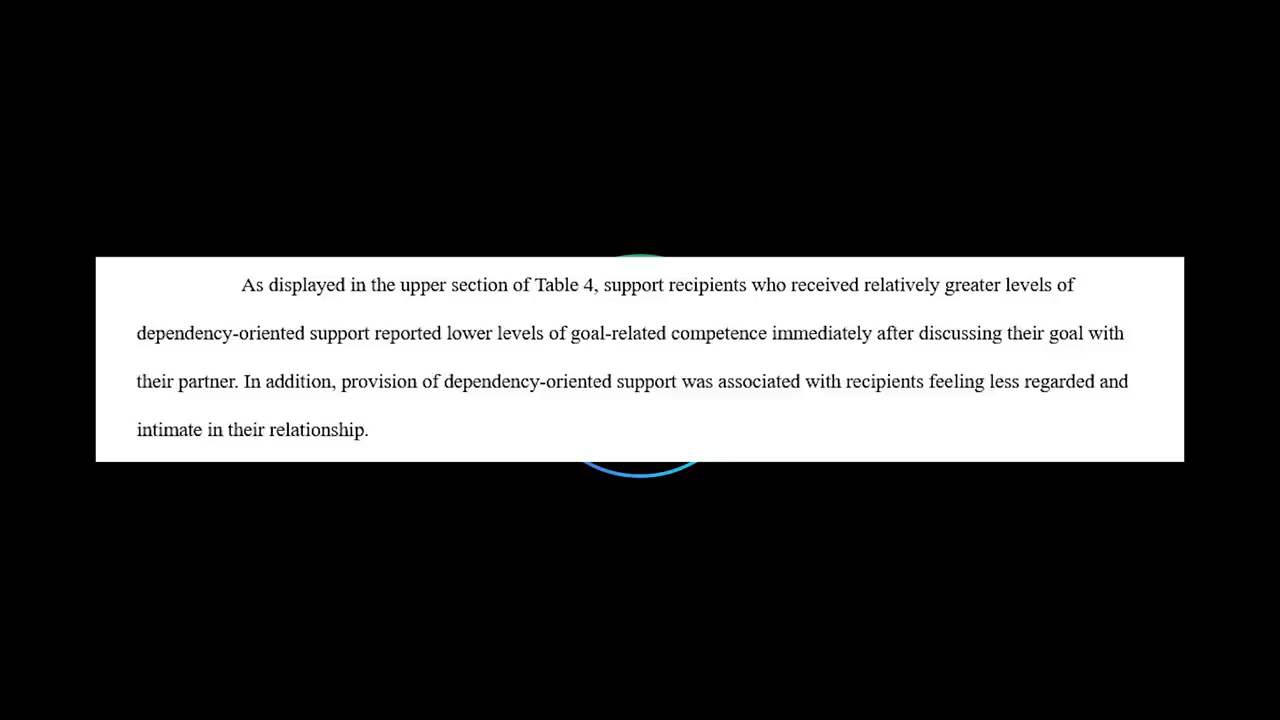 As displayed in the upper section of Table 4, support recipients who received relatively greater levels of
dependency-oriented support reported lower levels of goal-related competence immediately after discussing their goal with
their partner. In addition, provision of dependency-oriented support was associated with recipients feeling less regarded and
intimate in their relationship.